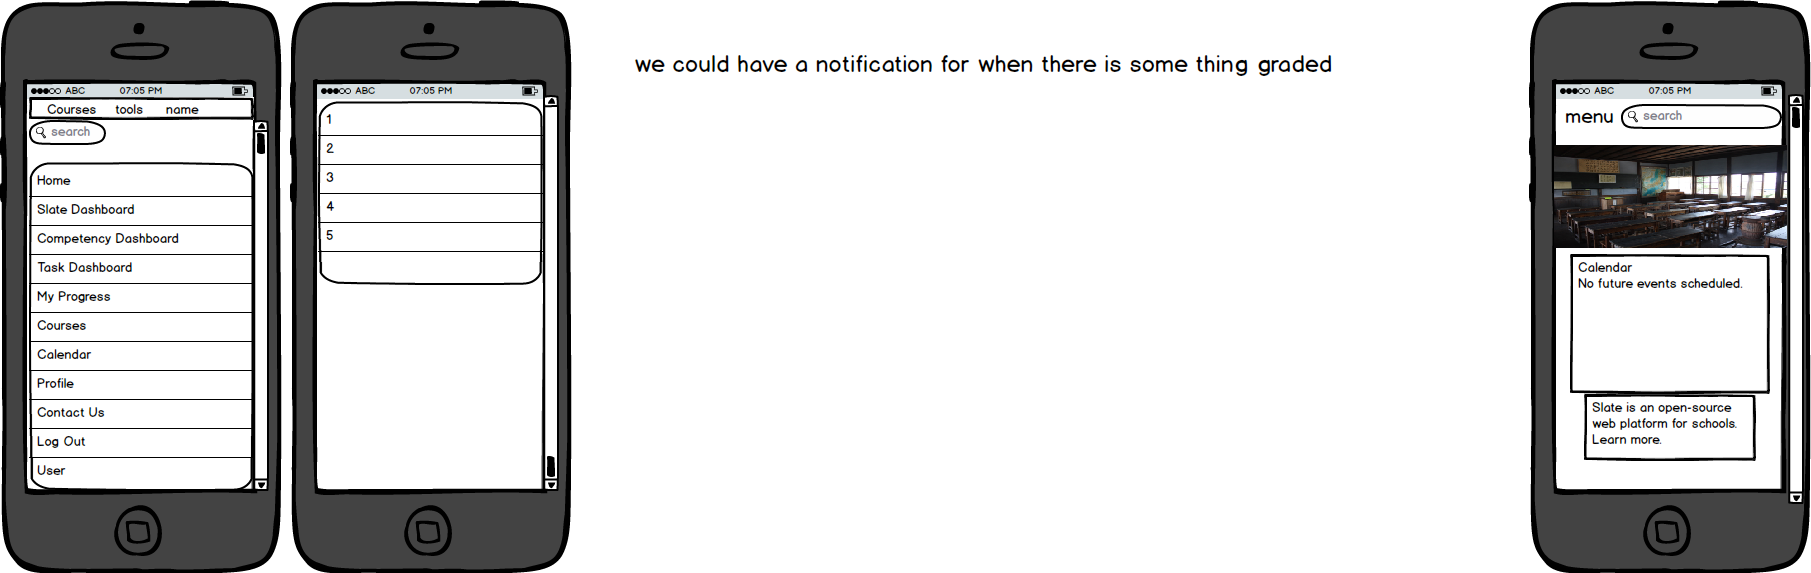 ABC 07:05 PM
Courses tools name
search
Home
Slate Dashboard
Competency Dashboard
Task Dashboard
My Progress
Courses
Calendar
Profile
Contact Us
Log Out
User
ABC 07:05 PM
1
2
3
4
5
we could have a notification for when there is some thing graded
ABC 07:05 PM
menu search
Calendar
No future events scheduled.
Slate is an open-source
web platform for schools.
Learn more.